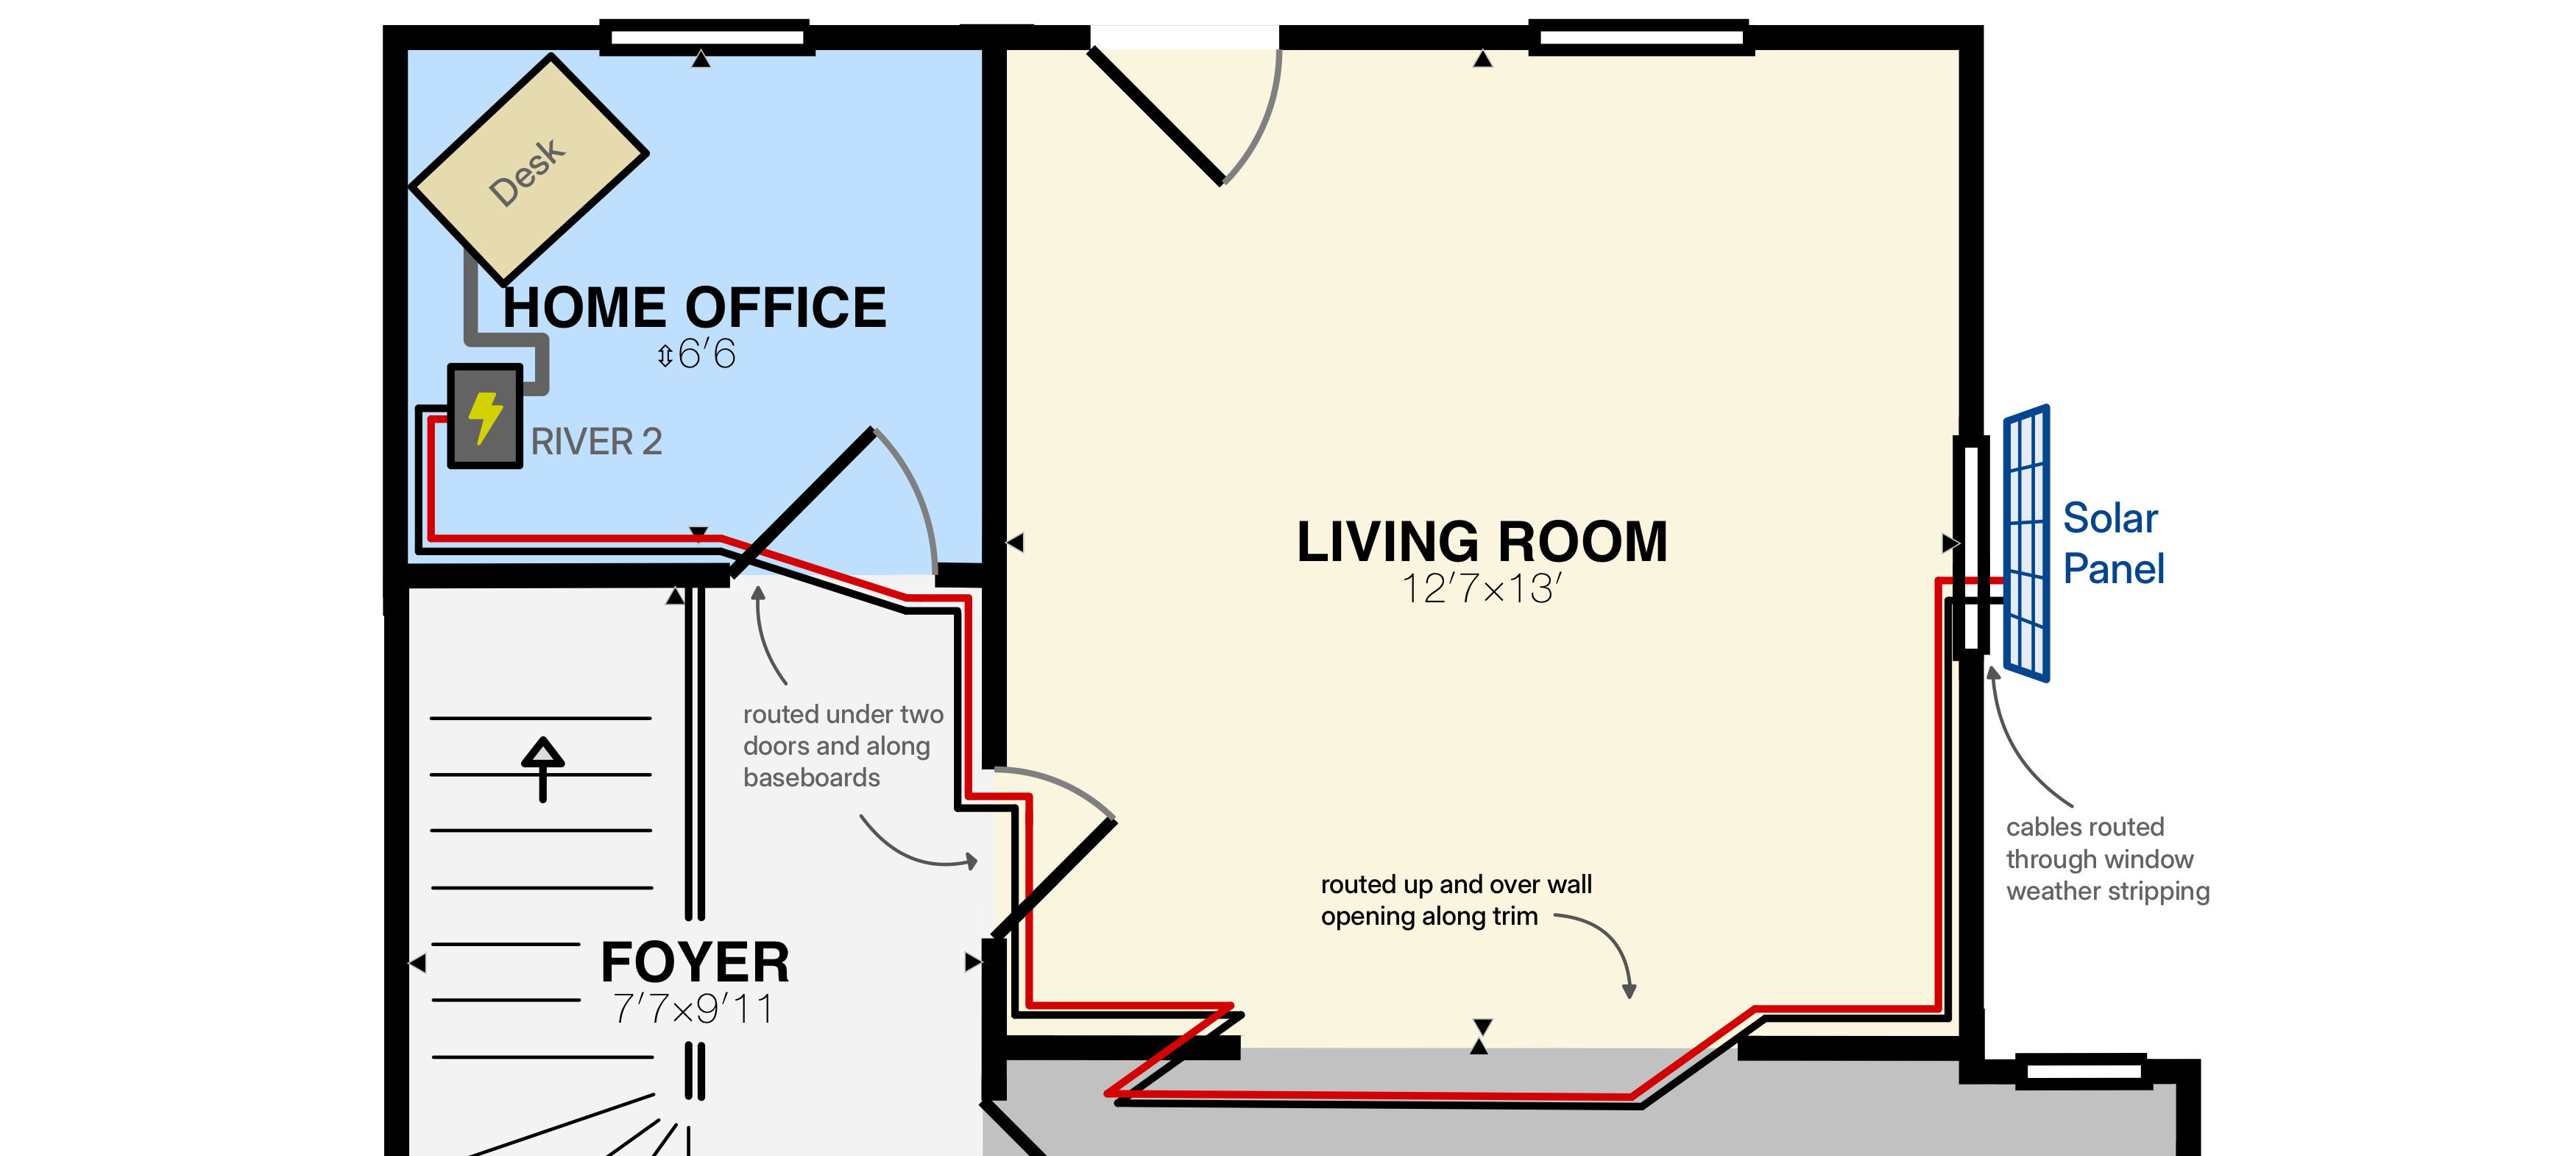 Desk
HOME OFFICE
⇳6′6
RIVER 2
LIVING ROOM
12′7×13′
Solar
Panel
routed under two
doors and along
baseboards
cables routed
through window
weather stripping
routed up and over wall
opening along trim
FOYER
7′7×9′11